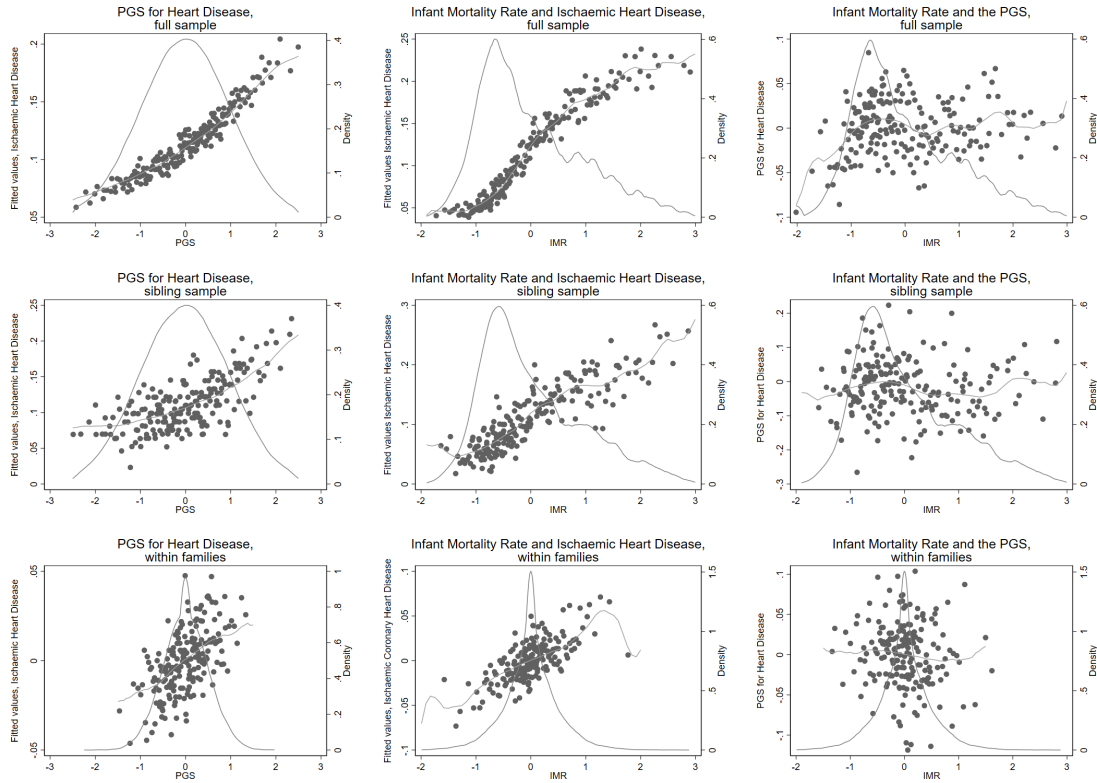 PGS for Heart Disease,
full sample
Fitted values, Ischaemic Heart Disease
.05 .1 .15 .2
0 .1 .2 .3 .4
Density
-3 -2 -1 0 1 2 3
PGS
Infant Mortality Rate and Ischaemic Heart Disease,
full sample
Fitted values, Ischaemic Heart Disease
.05 .1 .15 .2 .25
0 .2 .4 .6
Density
-2 -1 0 1 2 3
IMR
Infant Mortality Rate and the PGS,
full sample
PGS for Heart Disease
-.1 -.05 0 .05 .1
0 .2 .4 .6
Density
-2 -1 0 1 2 3
IMR
PGS for Heart Disease,
sibling sample
Fitted values, Ischaemic Heart Disease
0 .05 .1 .15 .2 .25
0 .1 .2 .3 .4
Density
-3 -2 -1 0 1 2 3
PGS
Infant Mortality Rate and Ischaemic Heart Disease,
sibling sample
Fitted values, Ischaemic Heart Disease
0 .1 .2 .3
0 .2 .4 .6
Density
-2 -1 0 1 2 3
IMR
Infant Mortality Rate and the PGS,
sibling sample
PGS for Heart Disease
-.3 -.2 -.1 0 .1 .2
0 .2 .4 .6
Density
-2 -1 0 1 2 3
IMR
PGS for Heart Disease,
within families
Fitted values, Ischaemic Heart Disease
-.05 0 .05
0 .2 .4 .6 .8 1
Density
-3 -2 -1 0 1 2 3
PGS
Infant Mortality Rate and Ischaemic Heart Disease,
within families
Fitted values, Ischaemic Coronary Heart Disease
-.1 -.05 0 .05 .1
0 .5 1 1.5
Density
-2 -1 0 1 2 3
IMR
Infant Mortality Rate and the PGS,
within families
PGS for Heart Disease
-.1 -.05 0 .05 .1
0 .5 1 1.5
Density
-2 -1 0 1 2 3
IMR